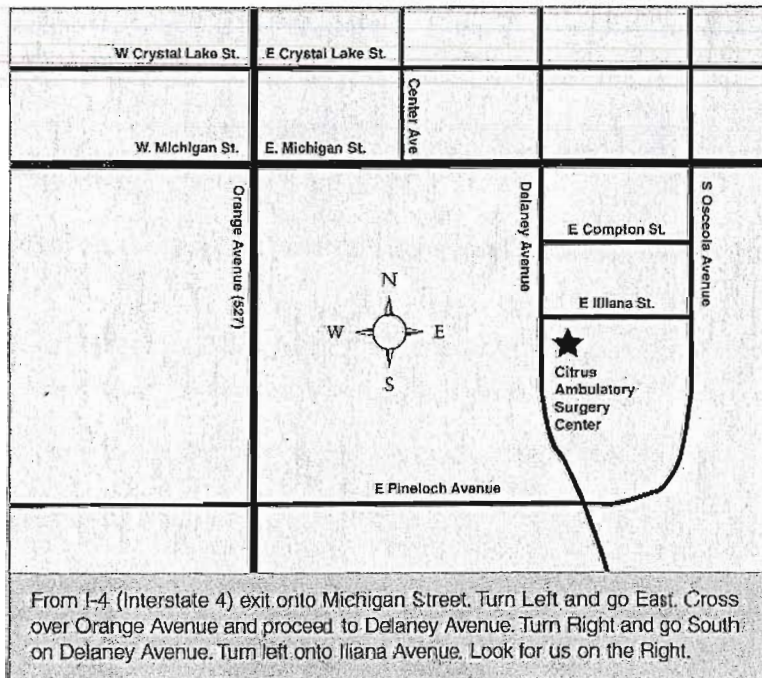 W Crystal Lake St. E Crystal Lake St.
Center Ave
W. Michigan St. E. Michigan St.
Orange Avenue (527)
Delaney Avenue
S Osceola Avenue
E Compton St.
N
E Illiana St.
W E
S
Citrus
Ambulatory
Surgery
Center
E Pineloch Avenue
From I-4 (Interstate 4) exit onto Michigan Street. Turn Left and go East. Cross
over Orange Avenue and proceed to Delaney Avenue. Turn Right and go South
on Delaney Avenue. Turn left onto Iliana Avenue. Look for us on the Right.